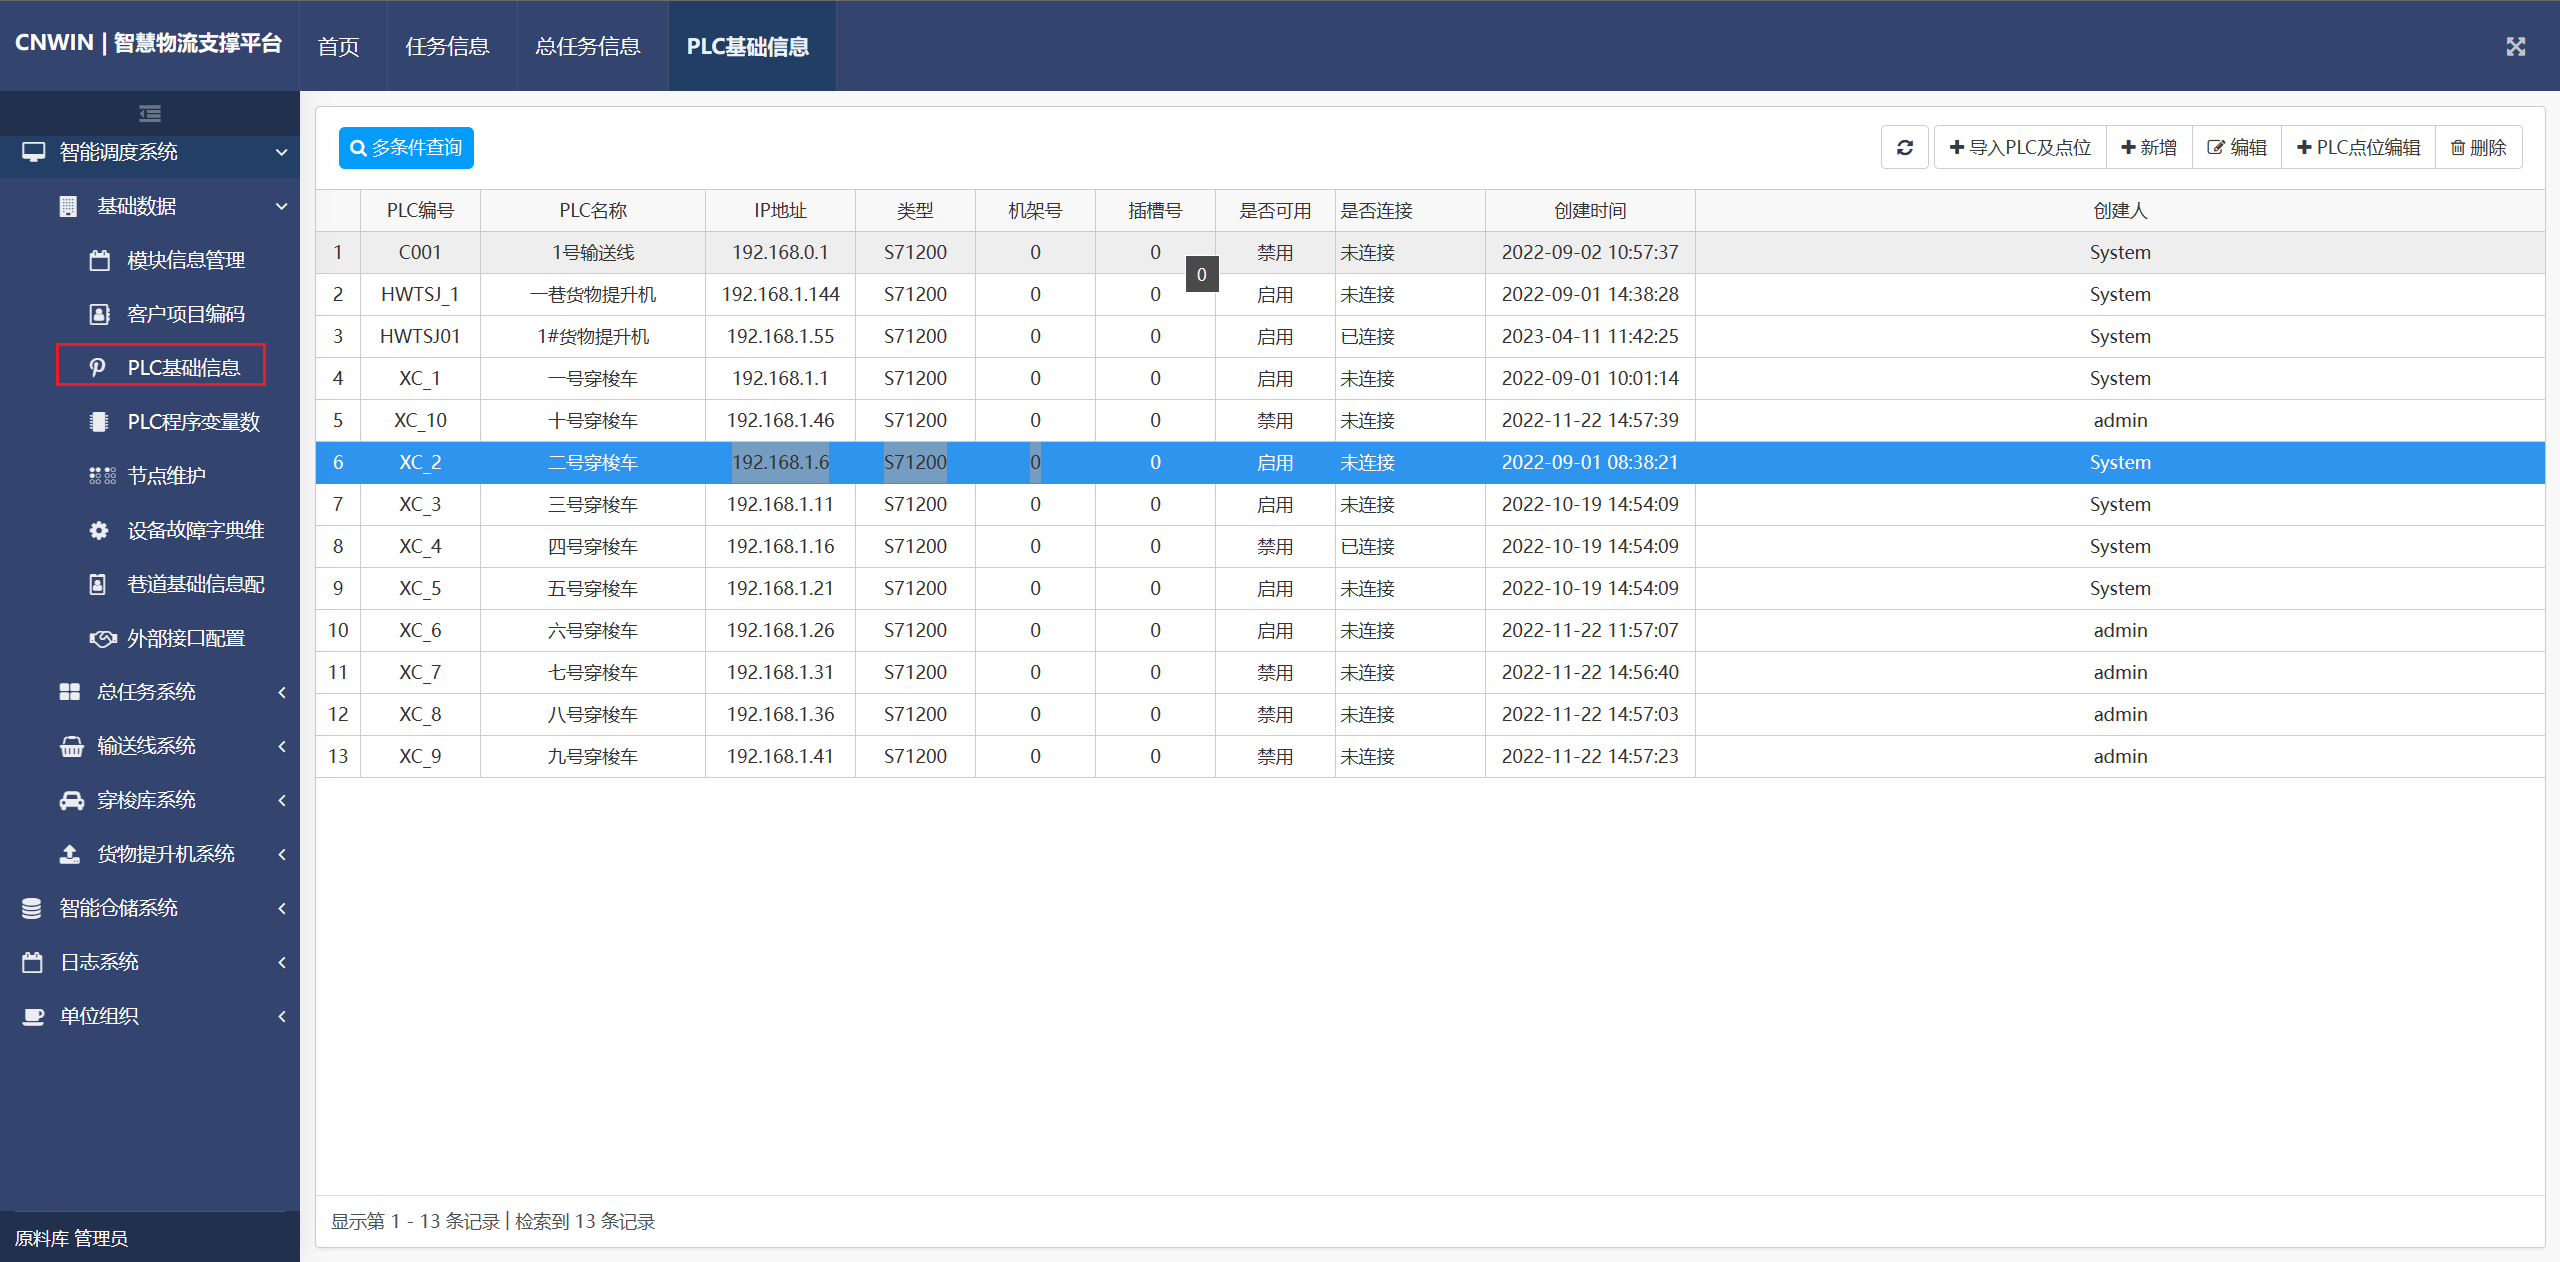 CNWIN | 智慧物流支撑平台
首页 任务信息 总任务信息 PLC基础信息
智能调度系统
基础数据
模块信息管理
客户项目编码
PLC基础信息
PLC程序变量数
节点维护
设备故障字典维
巷道基础信息配
外部接口配置
总任务系统
输送线系统
穿梭库系统
货物提升机系统
智能仓储系统
日志系统
单位组织
原料库 管理员
多条件查询
导入PLC及点位 新增 编辑 PLC点位编辑 删除
PLC编号 PLC名称 IP地址 类型 机架号 插槽号 是否可用 是否连接 创建时间 创建人
1 C001 1号输送线 192.168.0.1 S71200 0 0 禁用 未连接 2022-09-02 10:57:37 System
0
2 HWTSJ_1 一巷货物提升机 192.168.1.144 S71200 0 0 启用 未连接 2022-09-01 14:38:28 System
3 HWTSJ01 1#货物提升机 192.168.1.55 S71200 0 0 启用 已连接 2023-04-11 11:42:25 System
4 XC_1 一号穿梭车 192.168.1.1 S71200 0 0 启用 未连接 2022-09-01 10:01:14 System
5 XC_10 十号穿梭车 192.168.1.46 S71200 0 0 禁用 未连接 2022-11-22 14:57:39 admin
6 XC_2 二号穿梭车 192.168.1.6 S71200 0 0 启用 未连接 2022-09-01 08:38:21 System
7 XC_3 三号穿梭车 192.168.1.11 S71200 0 0 启用 未连接 2022-10-19 14:54:09 System
8 XC_4 四号穿梭车 192.168.1.16 S71200 0 0 禁用 已连接 2022-10-19 14:54:09 System
9 XC_5 五号穿梭车 192.168.1.21 S71200 0 0 启用 未连接 2022-10-19 14:54:09 System
10 XC_6 六号穿梭车 192.168.1.26 S71200 0 0 启用 未连接 2022-11-22 11:57:07 admin
11 XC_7 七号穿梭车 192.168.1.31 S71200 0 0 禁用 未连接 2022-11-22 14:56:40 admin
12 XC_8 八号穿梭车 192.168.1.36 S71200 0 0 禁用 未连接 2022-11-22 14:57:03 admin
13 XC_9 九号穿梭车 192.168.1.41 S71200 0 0 禁用 未连接 2022-11-22 14:57:23 admin
显示第 1 - 13 条记录 | 检索到 13 条记录